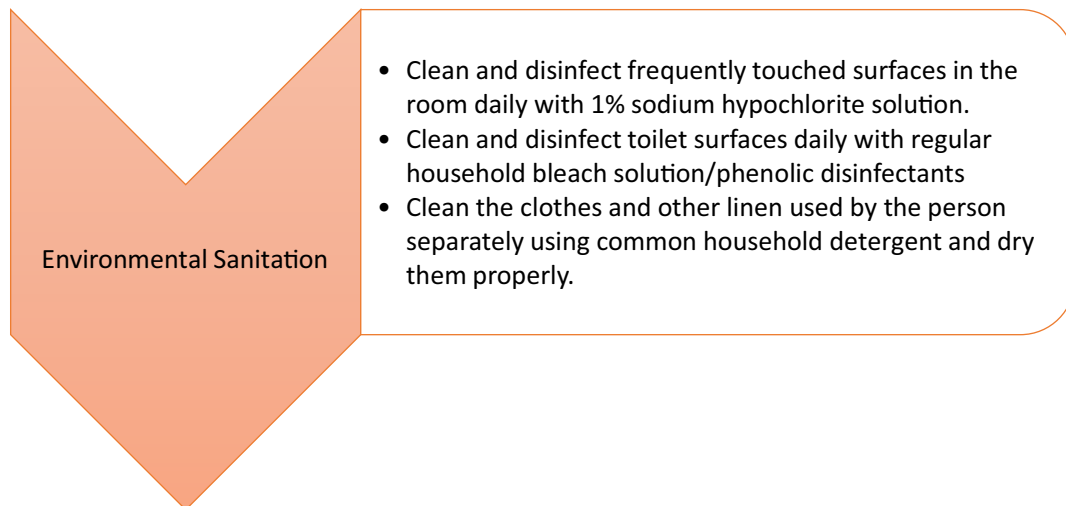 Environmental Sanitation
• Clean and disinfect frequently touched surfaces in the
room daily with 1% sodium hypochlorite solution.
• Clean and disinfect toilet surfaces daily with regular
household bleach solution/phenolic disinfectants
• Clean the clothes and other linen used by the person
separately using common household detergent and dry
them properly.